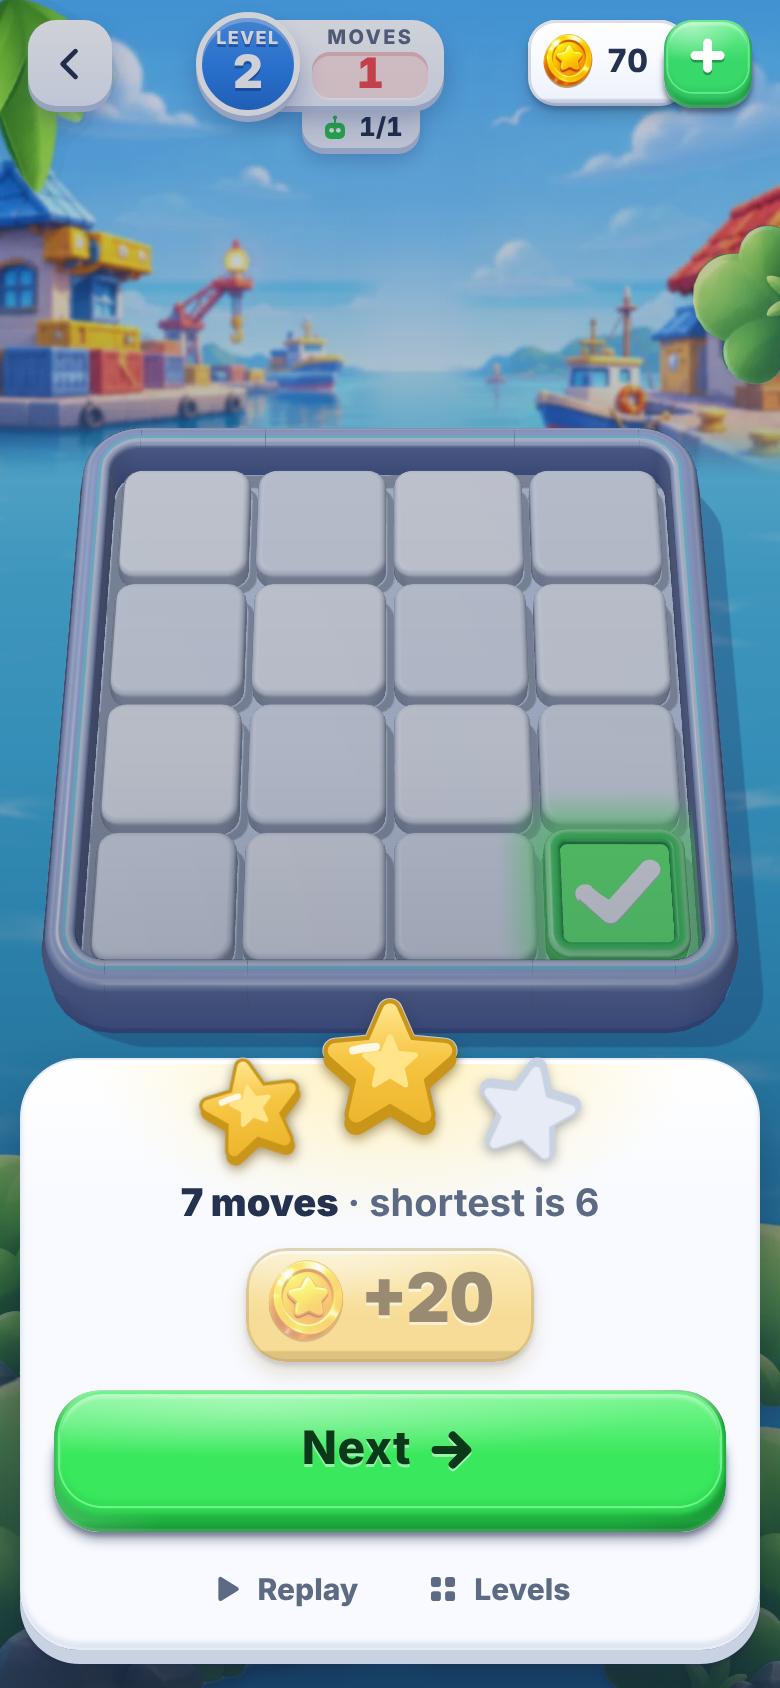 LEVEL
2
MOVES
1
1/1
70
7 moves · shortest is 6
+20
Next →
Replay
Levels